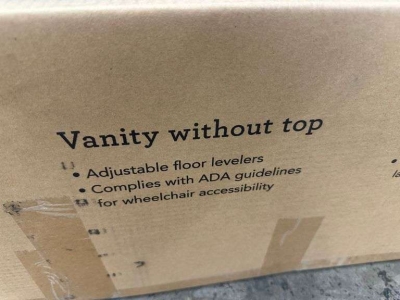 Vanity without top
• Adjustable floor levelers
• Complies with ADA guidelines
for wheelchair accessibility
•